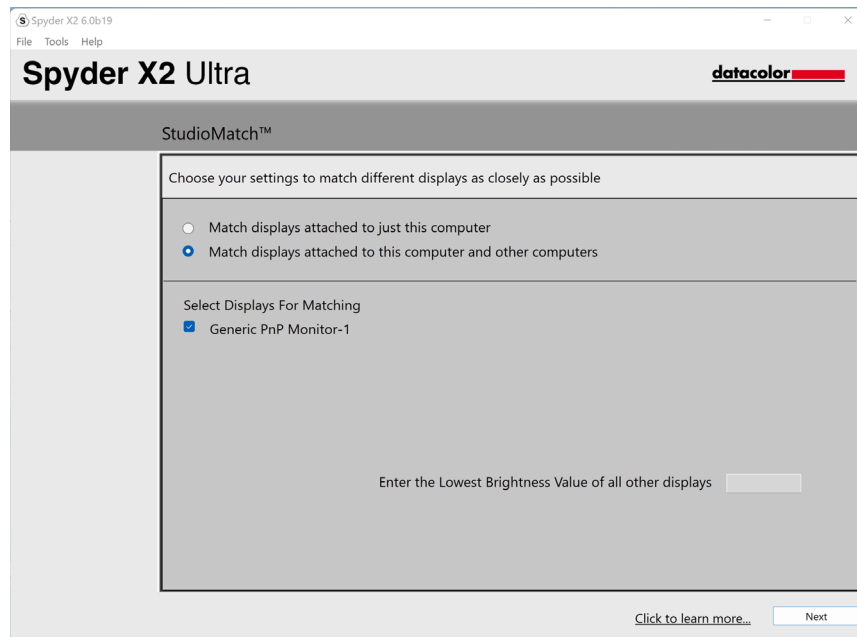 Spyder X2 6.0b19
File Tools Help
Spyder X2 Ultra
datacolor
StudioMatch™
Choose your settings to match different displays as closely as possible
Match displays attached to just this computer
Match displays attached to this computer and other computers
Select Displays For Matching
Generic PnP Monitor-1
Enter the Lowest Brightness Value of all other displays
Click to learn more...
Next